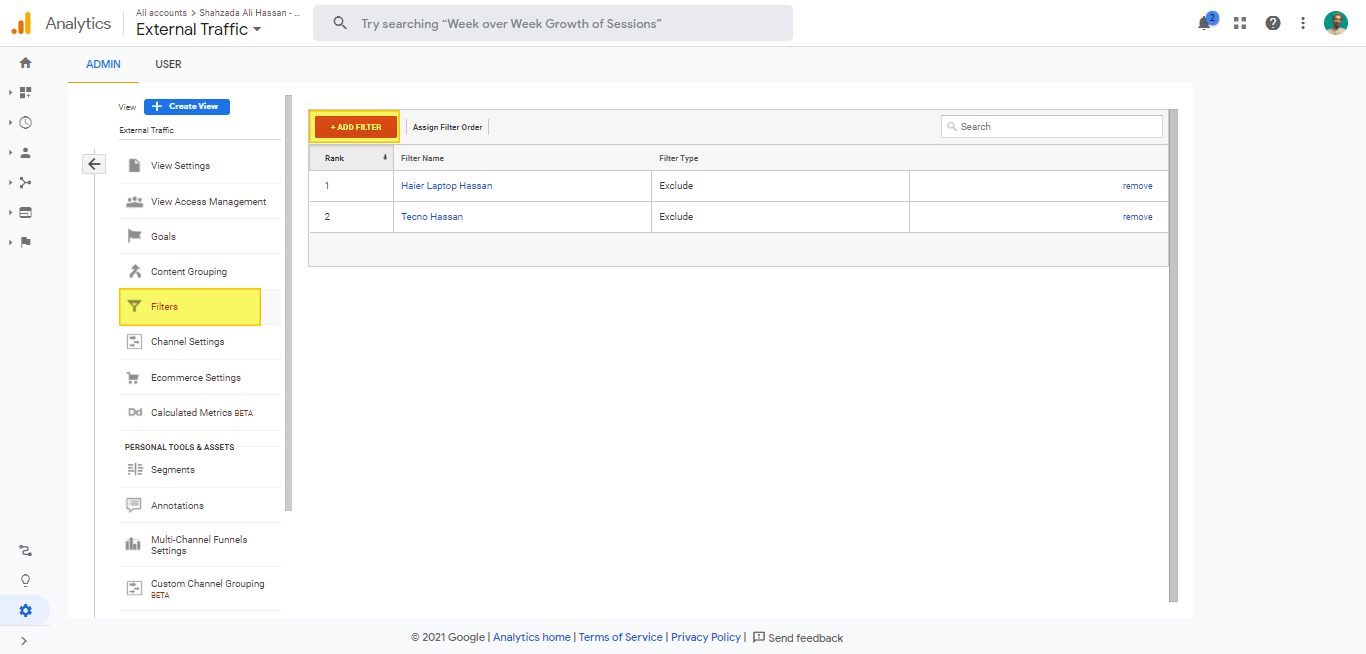 Analytics
All accounts > Shahzada Ali Hassan - ...
External Traffic
Try searching “Week over Week Growth of Sessions”
2
ADMIN
USER
View
+ Create View
External Traffic
View Settings
View Access Management
Goals
Content Grouping
Filters
Channel Settings
Ecommerce Settings
Dd Calculated Metrics BETA
PERSONAL TOOLS & ASSETS
Segments
Annotations
Multi-Channel Funnels
Settings
Custom Channel Grouping
BETA
+ ADD FILTER
Assign Filter Order
Search
Rank
Filter Name
Filter Type
1 Haier Laptop Hassan Exclude remove
2 Tecno Hassan Exclude remove
© 2021 Google | Analytics home | Terms of Service | Privacy Policy | Send feedback